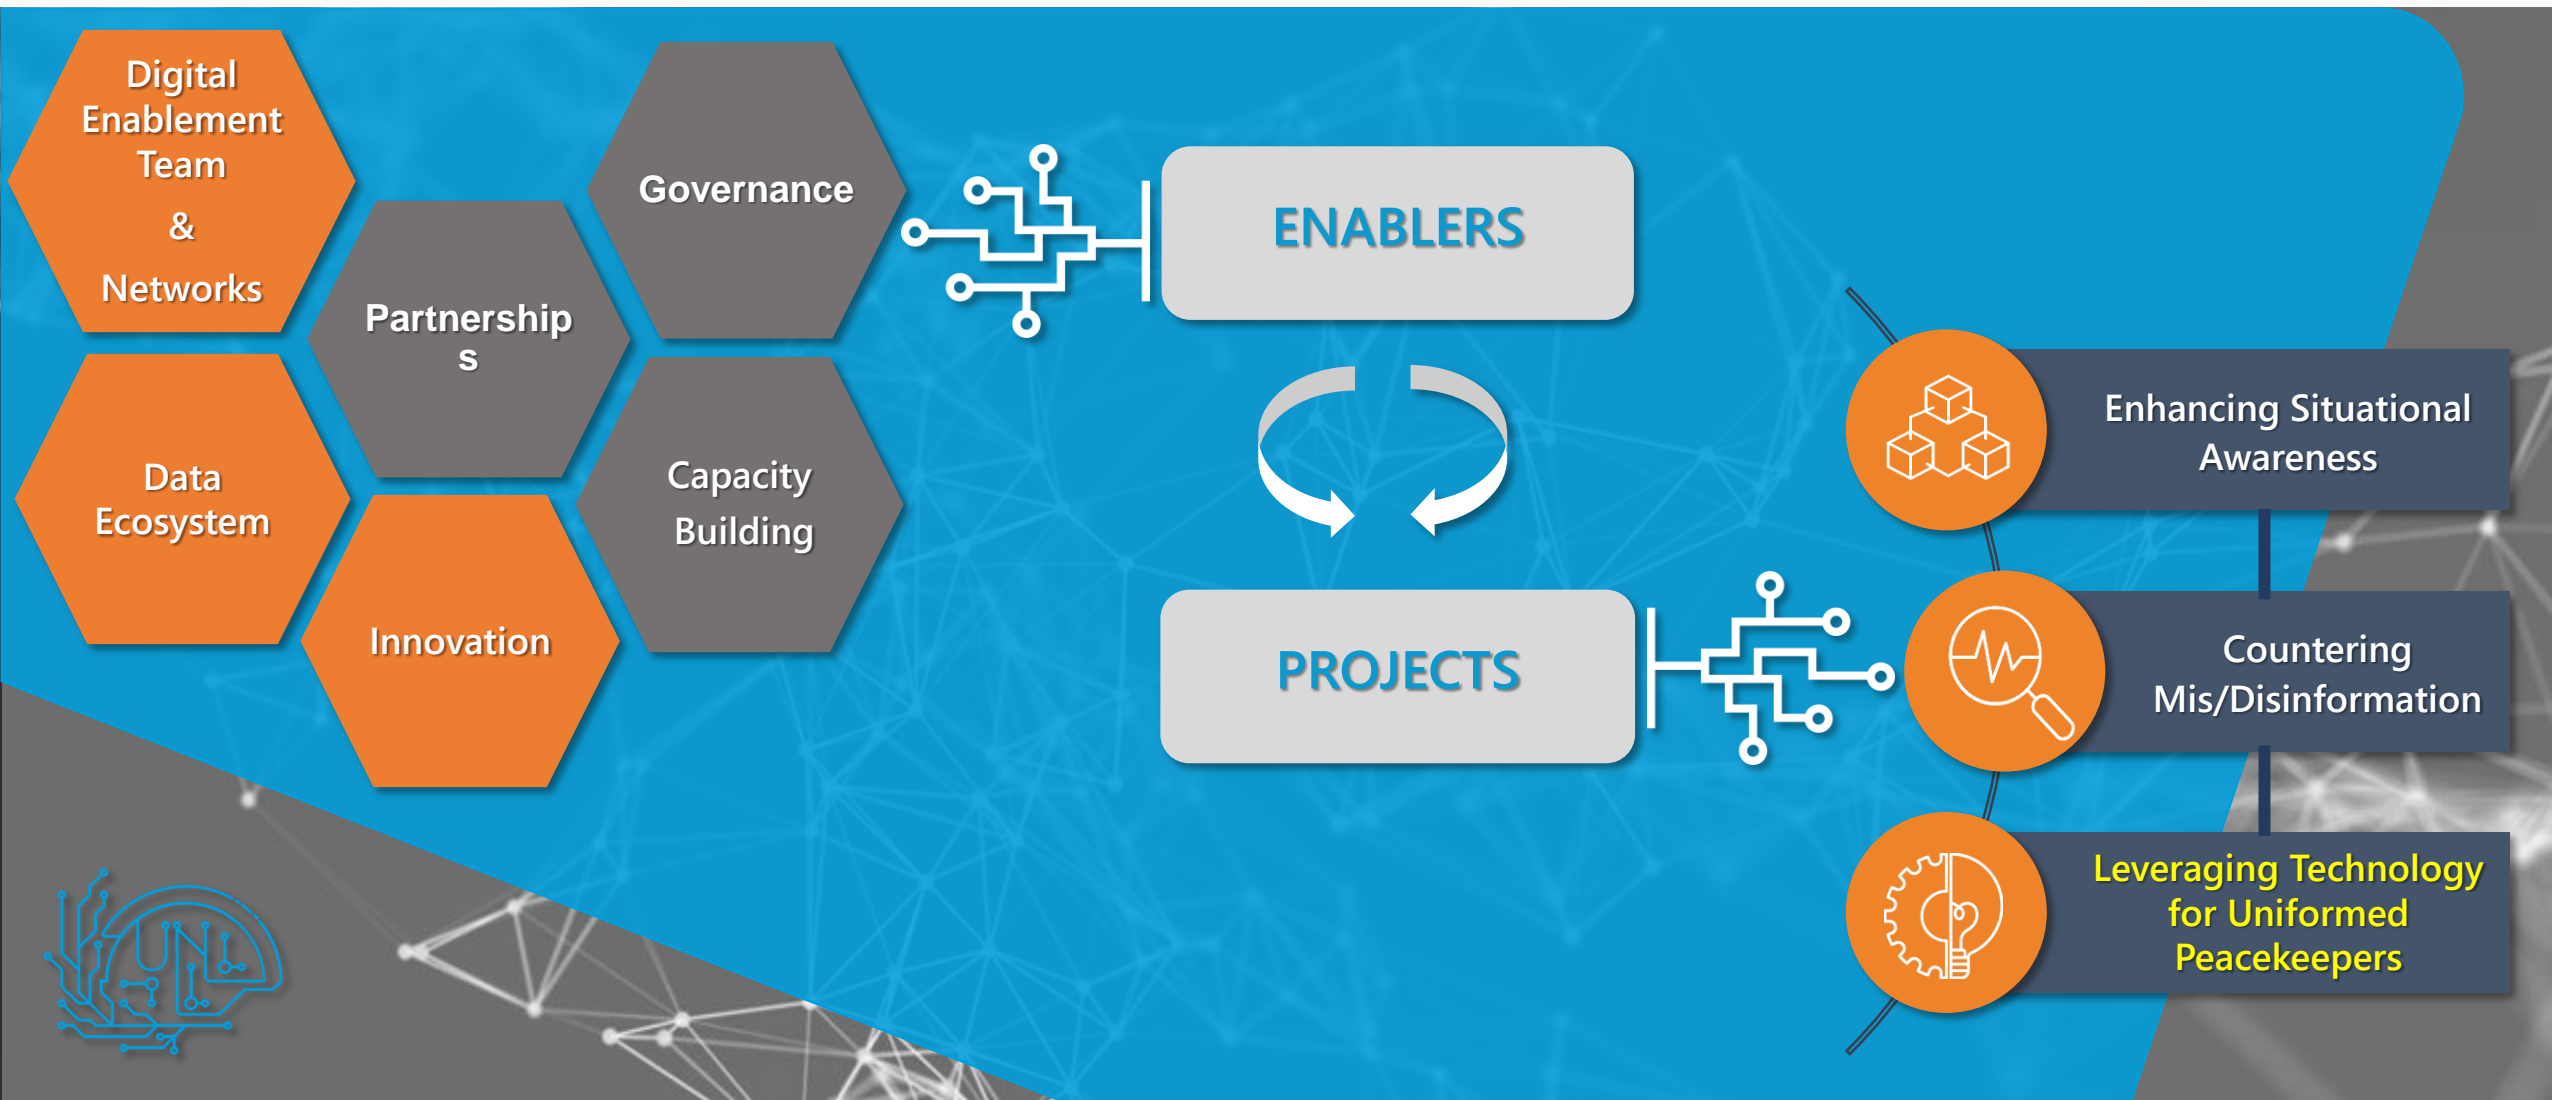 Digital
Enablement
Team
&
Networks
Governance
Partnership
s
Data
Ecosystem
Capacity
Building
Innovation
ENABLERS
PROJECTS
Enhancing Situational
Awareness
Countering
Mis/Disinformation
Leveraging Technology
for Uniformed
Peacekeepers
UN